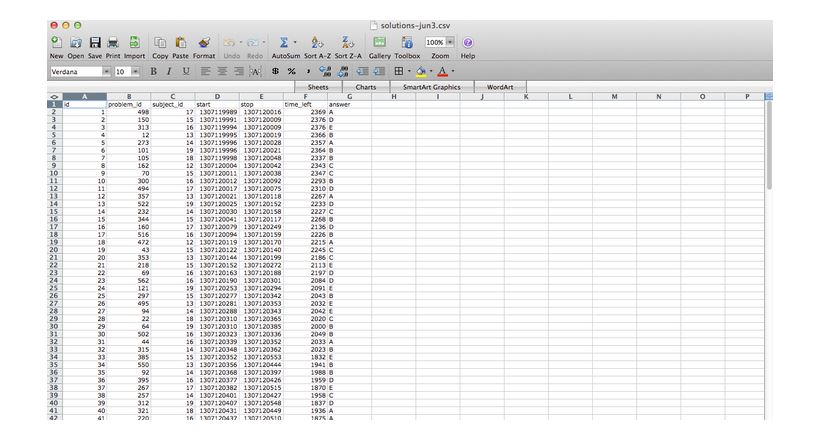 solutions-jun3.csv
New Open Save Print Import Copy Paste Format Undo Redo AutoSum Sort A-Z Sort Z-A Gallery Toolbox 100% Zoom Help
Verdana 10 B I U $ % , A
Sheets Charts SmartArt Graphics WordArt
A B C D E F G H I J K L M N O P
1 id problem_id subject_id start stop time_left answer
2 1 498 17 1307119989 1307120016 2369 A
3 2 150 15 1307119991 1307120009 2376 D
4 3 313 16 1307119994 1307120009 2376 E
5 4 12 13 1307119995 1307120019 2366 B
6 5 273 14 1307119996 1307120028 2357 A
7 6 101 19 1307119996 1307120021 2364 B
8 7 105 18 1307119998 1307120048 2337 B
9 8 162 12 1307120004 1307120042 2343 C
10 9 70 15 1307120011 1307120038 2347 C
11 10 300 16 1307120012 1307120092 2293 B
12 11 494 17 1307120017 1307120075 2310 D
13 12 357 13 1307120021 1307120118 2267 A
14 13 522 19 1307120025 1307120152 2233 D
15 14 232 14 1307120030 1307120158 2227 C
16 15 344 15 1307120041 1307120117 2268 B
17 16 160 17 1307120079 1307120249 2136 D
18 17 516 16 1307120094 1307120159 2226 B
19 18 472 12 1307120119 1307120170 2215 A
20 19 43 15 1307120122 1307120140 2245 C
21 20 353 13 1307120144 1307120199 2186 C
22 21 218 15 1307120152 1307120272 2113 E
23 22 69 16 1307120163 1307120188 2197 D
24 23 562 16 1307120190 1307120301 2084 D
25 24 121 19 1307120253 1307120294 2091 E
26 25 297 15 1307120277 1307120342 2043 B
27 26 495 13 1307120281 1307120353 2032 E
28 27 94 14 1307120288 1307120343 2042 E
29 28 22 18 1307120310 1307120365 2020 C
30 29 64 19 1307120310 1307120385 2000 B
31 30 502 16 1307120323 1307120336 2049 B
32 31 44 16 1307120339 1307120352 2033 A
33 32 315 14 1307120348 1307120362 2023 B
34 33 385 15 1307120352 1307120553 1832 E
35 34 550 13 1307120356 1307120444 1941 B
36 35 92 14 1307120368 1307120397 1988 B
37 36 395 16 1307120377 1307120426 1959 D
38 37 267 17 1307120382 1307120515 1870 E
39 38 257 14 1307120401 1307120427 1958 C
40 39 312 19 1307120407 1307120548 1837 D
41 40 321 18 1307120431 1307120449 1936 A
42 41 220 16 1307120437 1307120510 1875 A